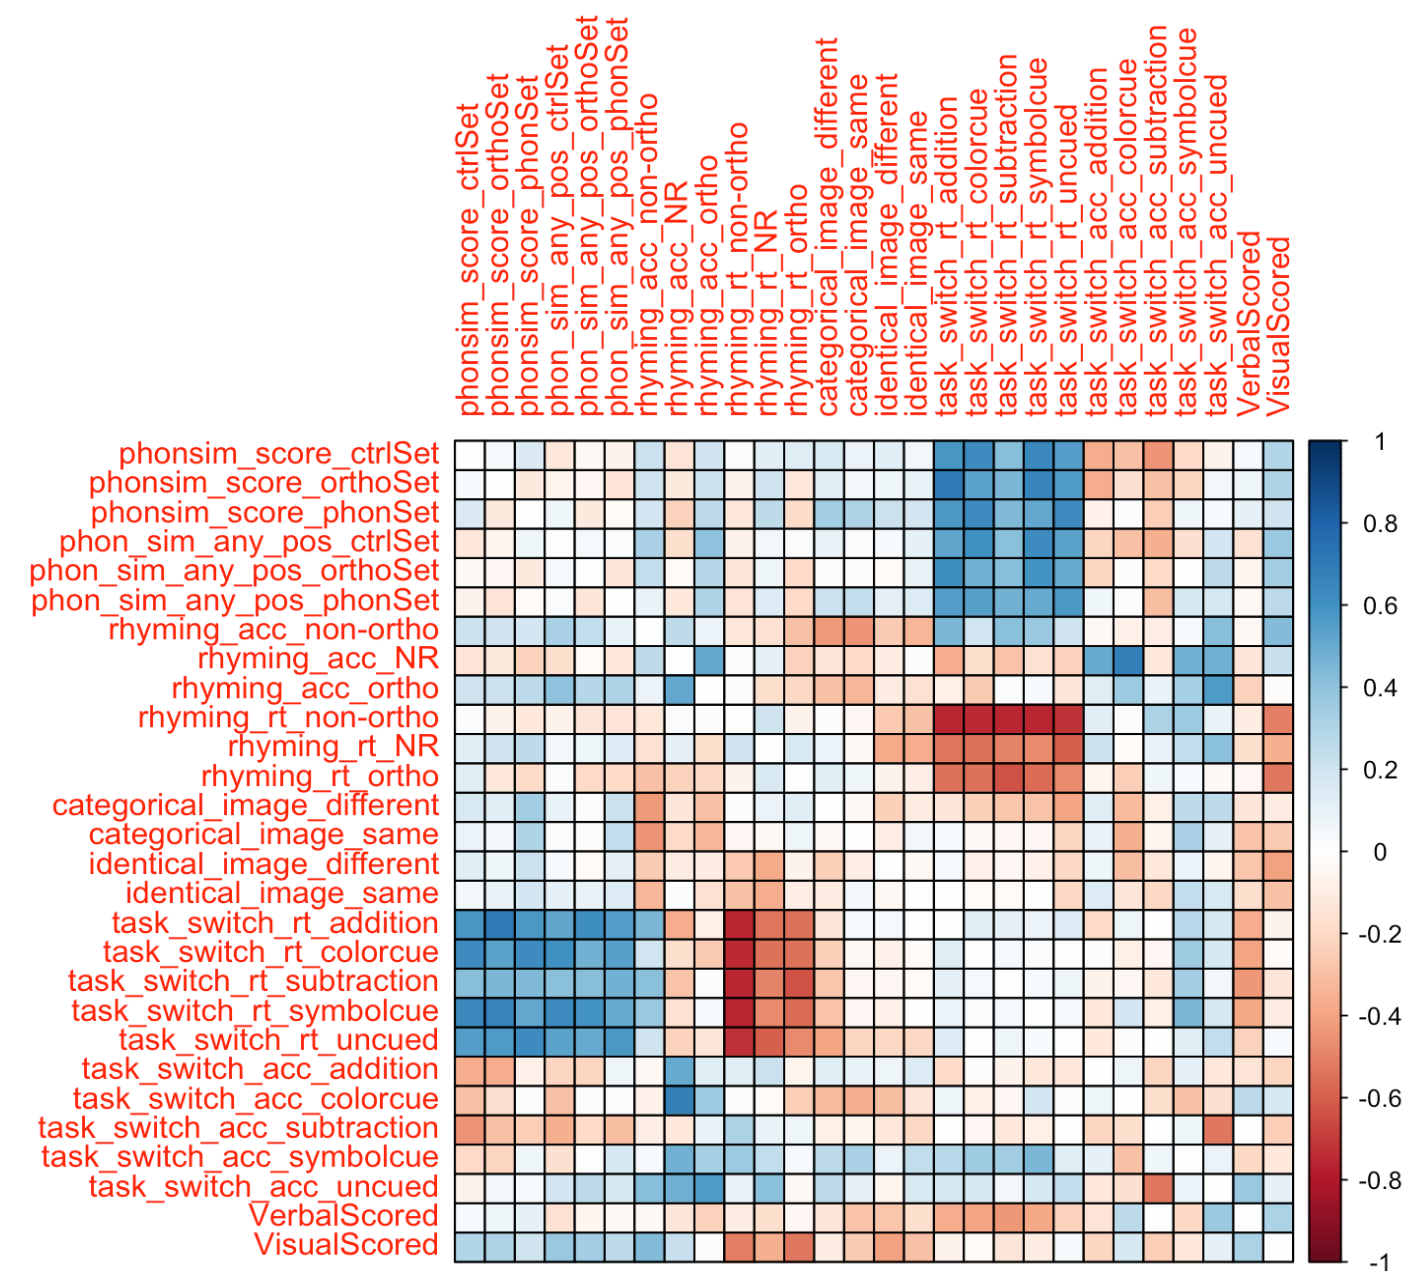 phonsim_score_ctrlSet
phonsim_score_orthoSet
phonsim_score_phonSet
phon_sim_any_pos_ctrlSet
phon_sim_any_pos_orthoSet
phon_sim_any_pos_phonSet
rhyming_acc_non-ortho
rhyming_acc_NR
rhyming_acc_ortho
rhyming_rt_non-ortho
rhyming_rt_NR
rhyming_rt_ortho
categorical_image_different
categorical_image_same
identical_image_different
identical_image_same
task_switch_rt_addition
task_switch_rt_colorcue
task_switch_rt_subtraction
task_switch_rt_symbolcue
task_switch_rt_uncued
task_switch_acc_addition
task_switch_acc_colorcue
task_switch_acc_subtraction
task_switch_acc_symbolcue
task_switch_acc_uncued
VerbalScored
VisualScored
phonsim_score_ctrlSet
phonsim_score_orthoSet
phonsim_score_phonSet
phon_sim_any_pos_ctrlSet
phon_sim_any_pos_orthoSet
phon_sim_any_pos_phonSet
rhyming_acc_non-ortho
rhyming_acc_NR
rhyming_acc_ortho
rhyming_rt_non-ortho
rhyming_rt_NR
rhyming_rt_ortho
categorical_image_different
categorical_image_same
identical_image_different
identical_image_same
task_switch_rt_addition
task_switch_rt_colorcue
task_switch_rt_subtraction
task_switch_rt_symbolcue
task_switch_rt_uncued
task_switch_acc_addition
task_switch_acc_colorcue
task_switch_acc_subtraction
task_switch_acc_symbolcue
task_switch_acc_uncued
VerbalScored
VisualScored
1
0.8
0.6
0.4
0.2
0
-0.2
-0.4
-0.6
-0.8
-1